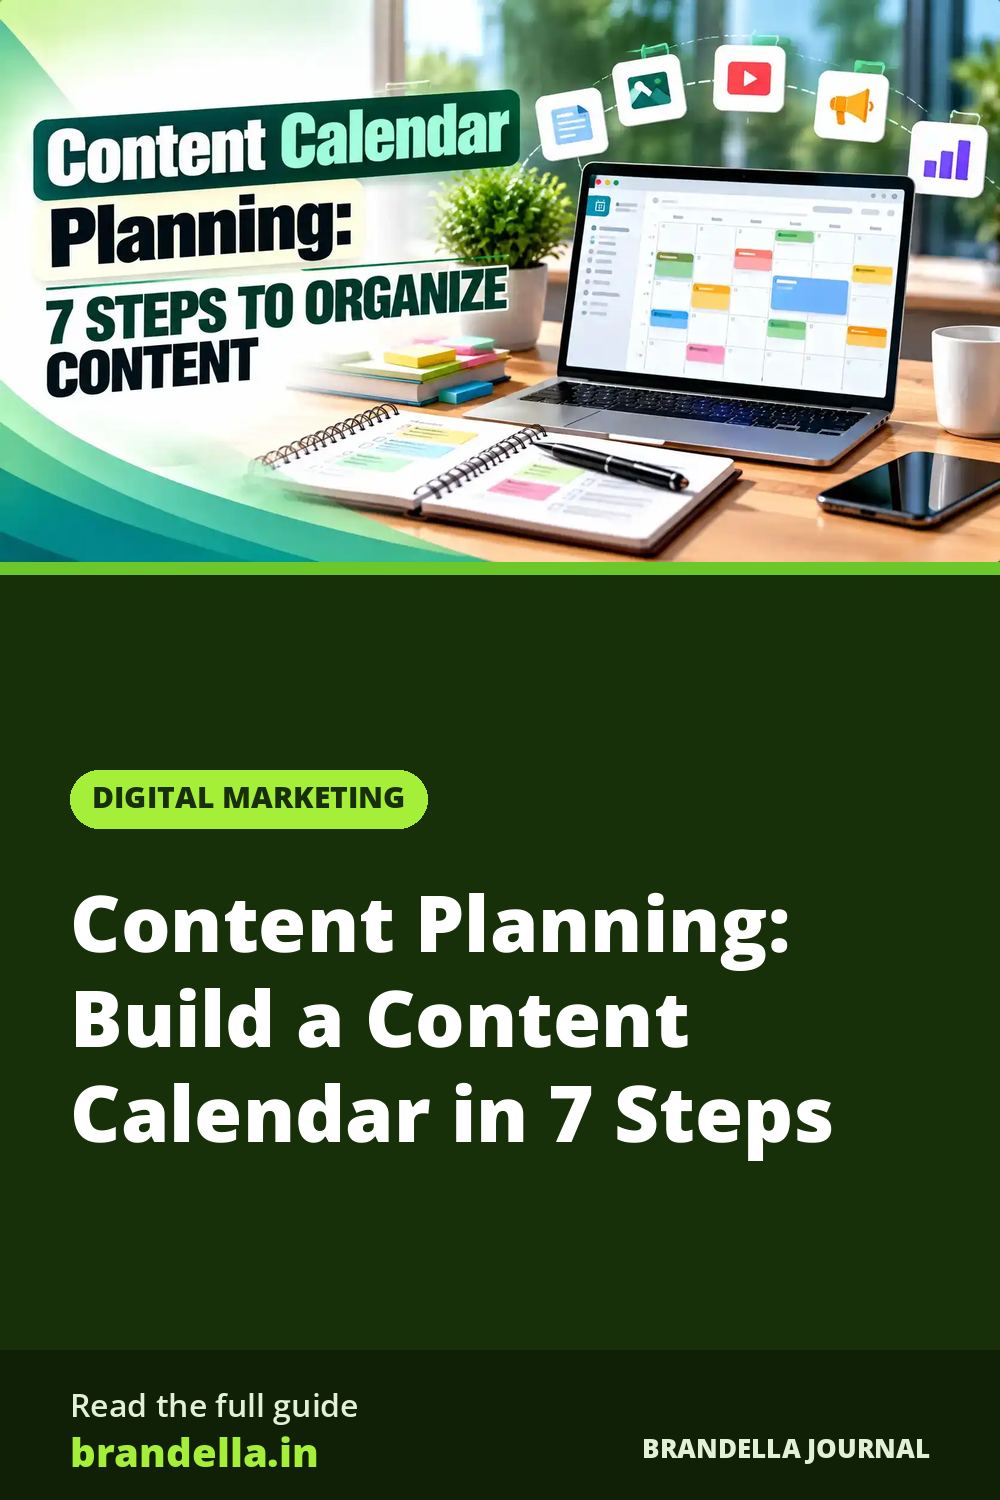 Content Calendar
Planning:
7 STEPS TO ORGANIZE
CONTENT
DIGITAL MARKETING
Content Planning:
Build a Content
Calendar in 7 Steps
Read the full guide
brandella.in
BRANDELLA JOURNAL